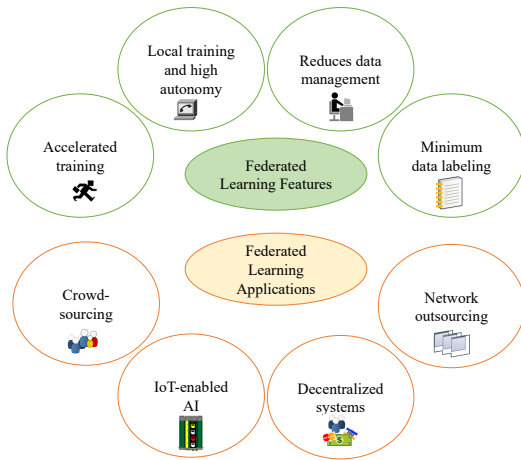 Local training
and high
autonomy
Reduces data
management
Accelerated
training
Federated
Learning Features
Minimum
data labeling
Federated
Learning
Applications
Crowd-
sourcing
Network
outsourcing
IoT-enabled
AI
Decentralized
systems
$